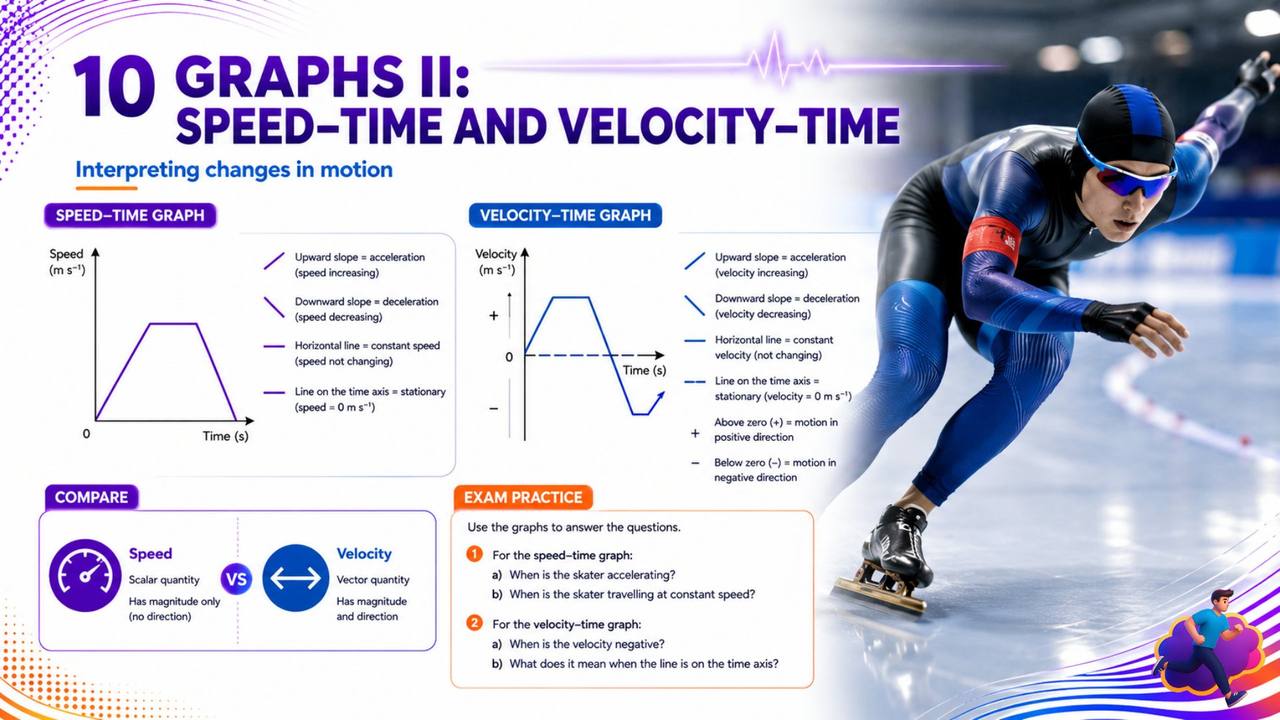 10 GRAPHS II:
SPEED–TIME AND VELOCITY–TIME
Interpreting changes in motion
SPEED–TIME GRAPH
Speed
(m s⁻¹)
0
Time (s)
Upward slope = acceleration
(speed increasing)
Downward slope = deceleration
(speed decreasing)
Horizontal line = constant speed
(speed not changing)
Line on the time axis = stationary
(speed = 0 m s⁻¹)
VELOCITY–TIME GRAPH
Velocity
(m s⁻¹)
+
0
–
Time (s)
Upward slope = acceleration
(velocity increasing)
Downward slope = deceleration
(velocity decreasing)
Horizontal line = constant
velocity (not changing)
Line on the time axis =
stationary (velocity = 0 m s⁻¹)
+ Above zero (+) = motion in
positive direction
– Below zero (–) = motion in
negative direction
COMPARE
Speed
Scalar quantity
Has magnitude only
(no direction)
VS
Velocity
Vector quantity
Has magnitude
and direction
EXAM PRACTICE
Use the graphs to answer the questions.
1 For the speed–time graph:
a) When is the skater accelerating?
b) When is the skater travelling at constant speed?
2 For the velocity–time graph:
a) When is the velocity negative?
b) What does it mean when the line is on the time axis?